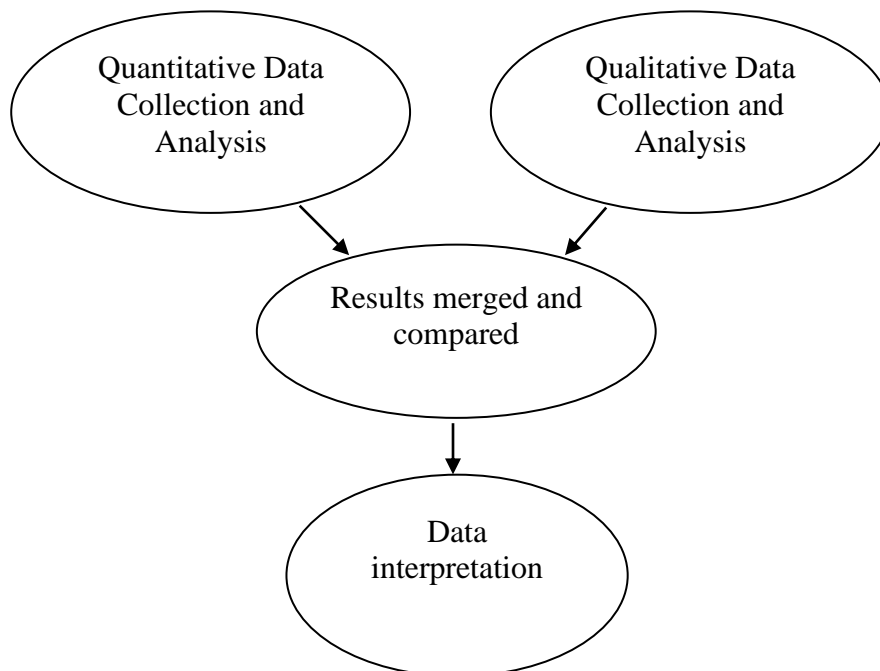 Quantitative Data
Collection and
Analysis
Qualitative Data
Collection and
Analysis
Results merged and
compared
Data
interpretation